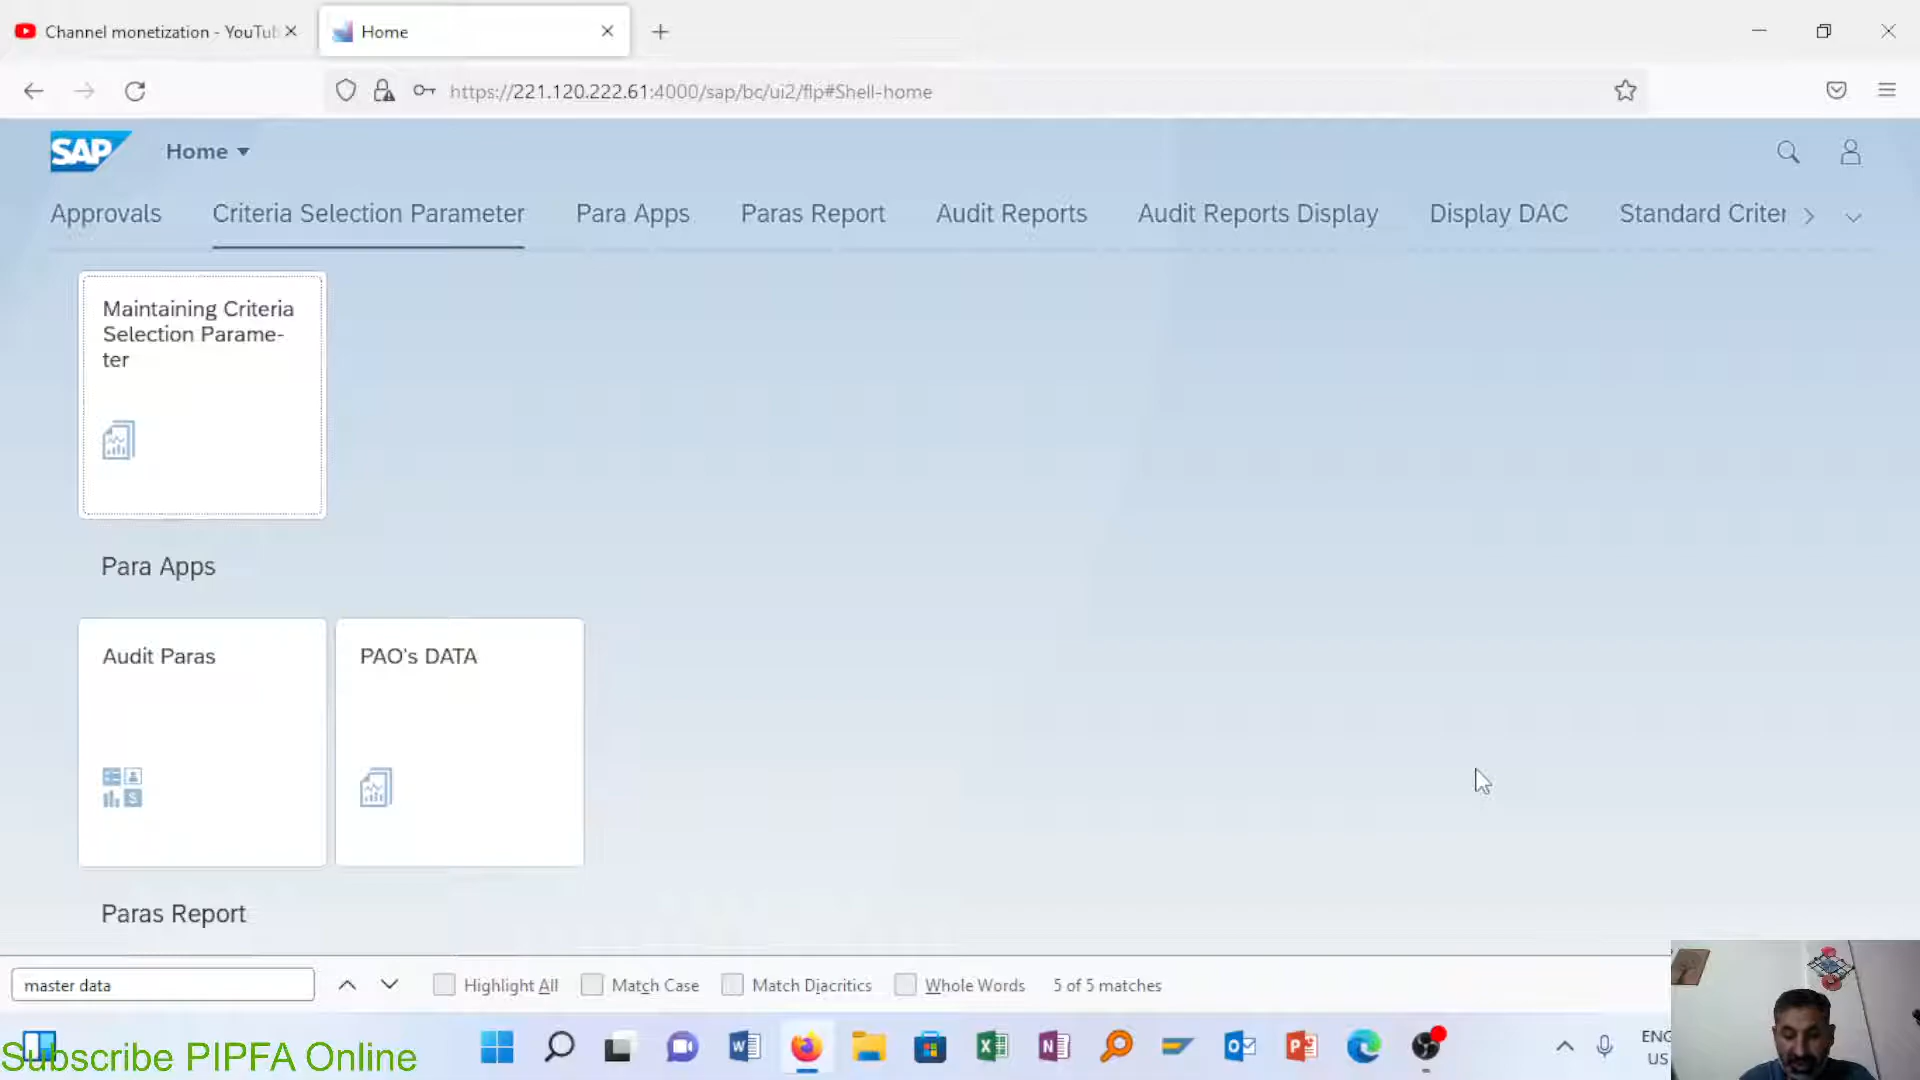 Channel monetization - YouTub
Home
https://221.120.222.61:4000/sap/bc/ui2/flp#Shell-home
SAP
Home
Approvals
Criteria Selection Parameter
Para Apps
Paras Report
Audit Reports
Audit Reports Display
Display DAC
Standard Criter
Maintaining Criteria
Selection Parame-
ter
Para Apps
Audit Paras
PAO's DATA
Paras Report
master data
Highlight All
Match Case
Match Diacritics
Whole Words
5 of 5 matches
Subscribe PIPFA Online
ENG
US